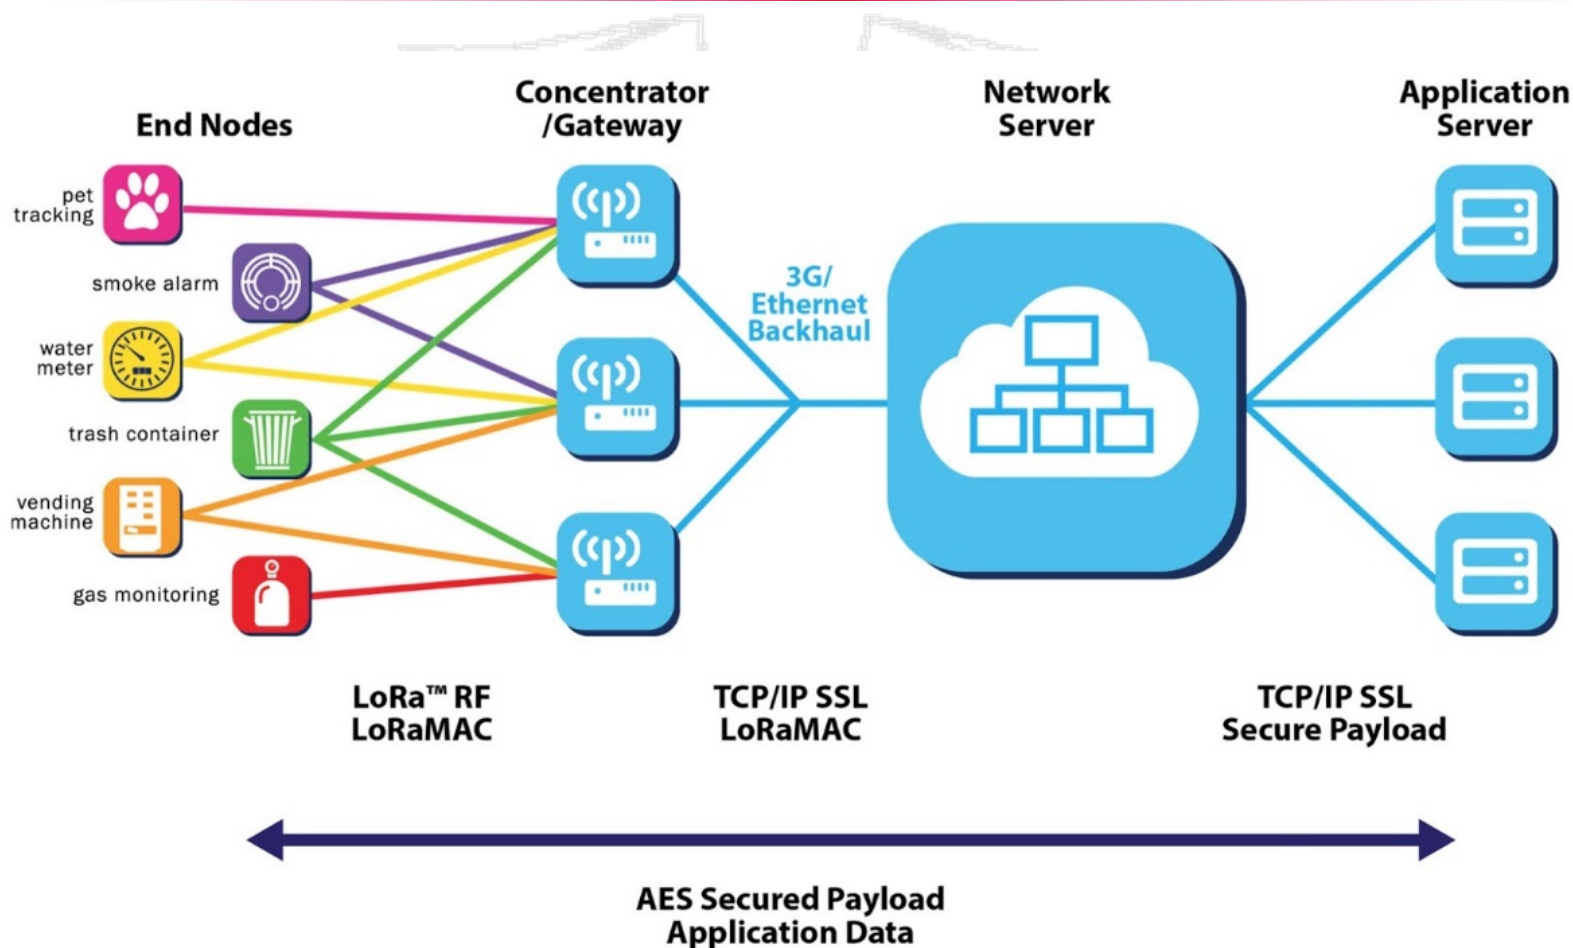 End Nodes
Concentrator
/Gateway
Network
Server
Application
Server
pet
tracking
smoke alarm
water
meter
trash container
vending
machine
gas monitoring
3G/
Ethernet
Backhaul
LoRa™ RF
LoRaMAC
TCP/IP SSL
LoRaMAC
TCP/IP SSL
Secure Payload
AES Secured Payload
Application Data